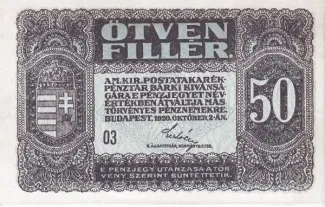 ÖTVEN
FILLÉR
A M. KIR. POSTATAKARÉK-
PÉNZTÁR BÁRKI KIVÁNSÁ-
GÁRA E PÉNZJEGYET NÉV-
ÉRTÉKBEN ÁTVÁLTJA MÁS
TÖRVÉNYES PÉNZNEMEKRE.
BUDAPEST, 1920. OKTÓBER 2-ÁN.
50
03
E PÉNZJEGY UTÁNZÁSA A TÖR-
VÉNY SZERINT BÜNTETTETIK.